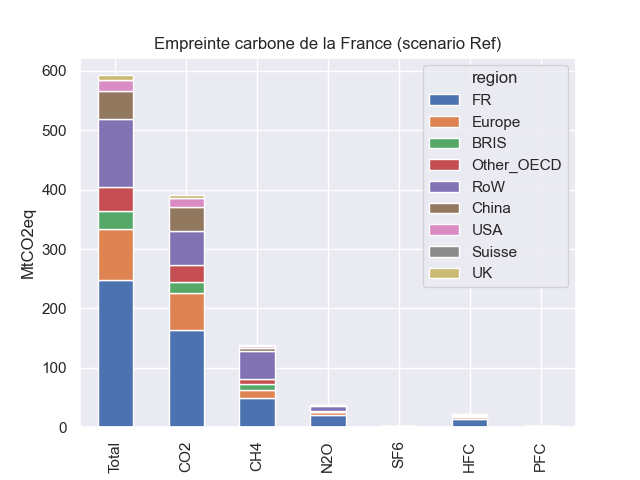 Empreinte carbone de la France (scenario Ref)
MtCO2eq
600
500
400
300
200
100
0
region
FR
Europe
BRIS
Other_OECD
RoW
China
USA
Suisse
UK
Total
CO2
CH4
N2O
SF6
HFC
PFC